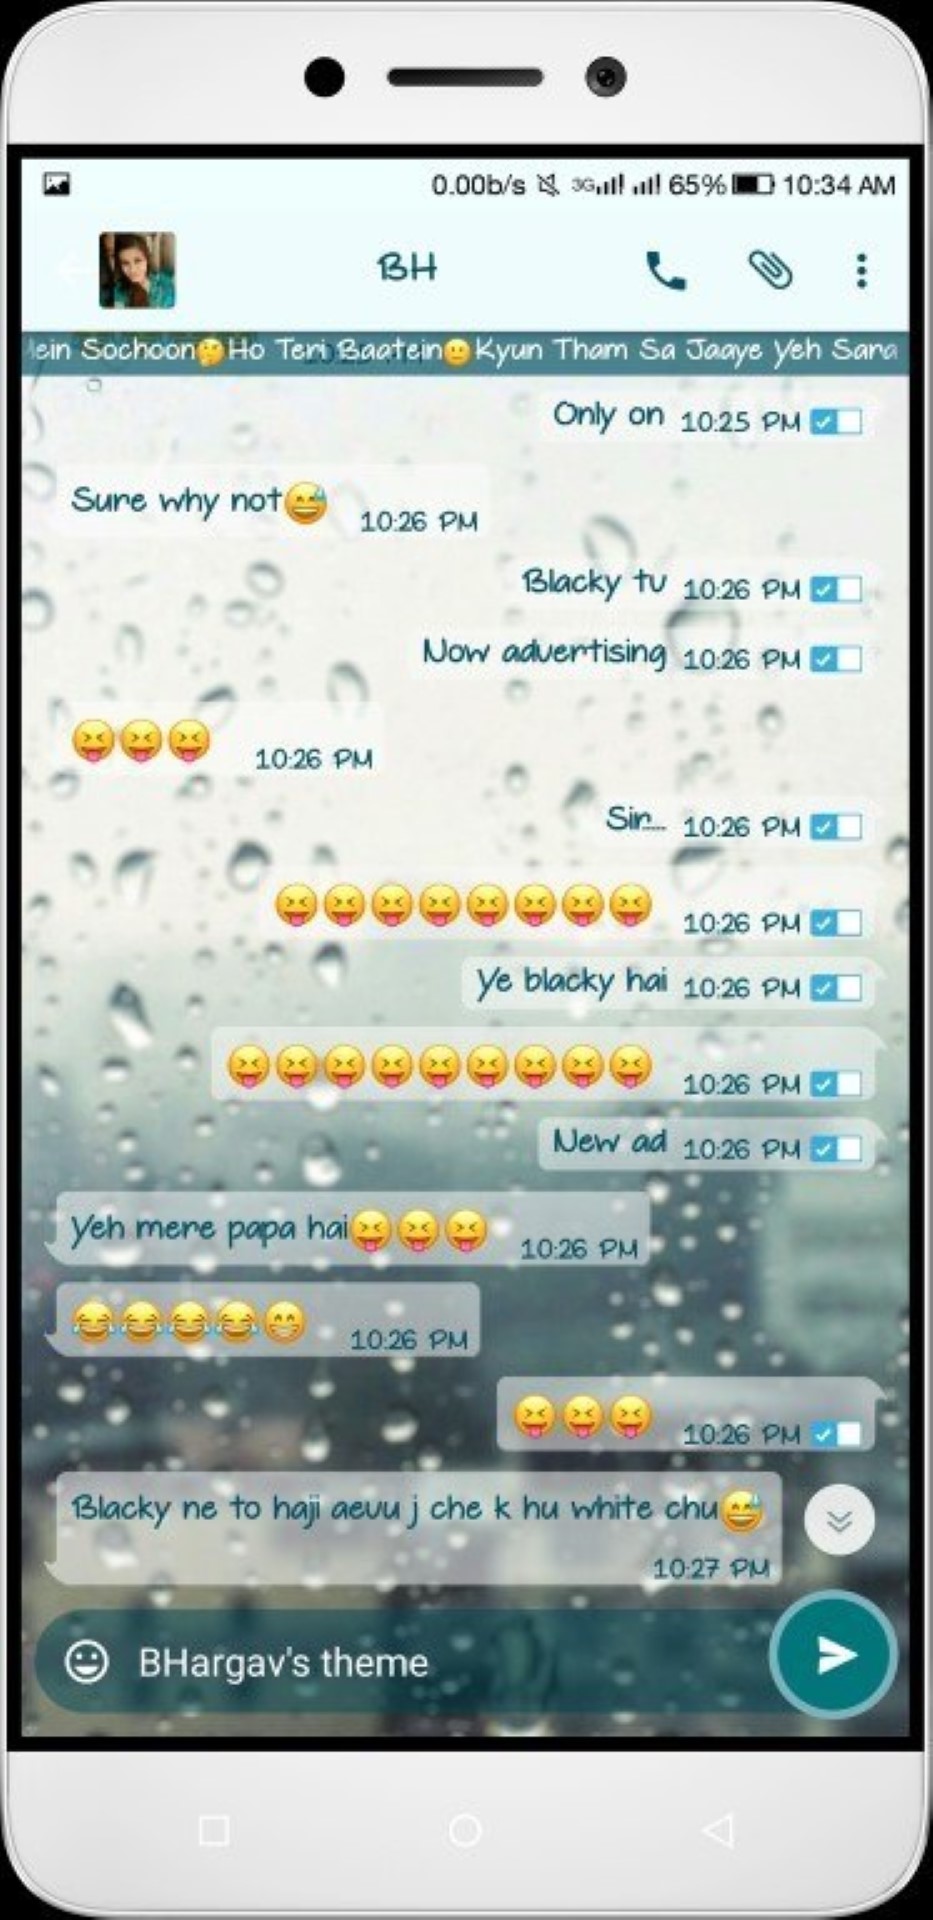 0.00b/s 3G 65% 10:34 AM
BH
ein Sochoon🤔Ho Teri Baatein😐Kyun Tham Sa Jaaye Yeh Sara
Only on 10:25 PM
Sure why not😅 10:26 PM
Blacky tu 10:26 PM
Now advertising 10:26 PM
😝😝😝 10:26 PM
Sir.... 10:26 PM
😝😝😝😝😝😝😝😝 10:26 PM
Ye blacky hai 10:26 PM
😝😝😝😝😝😝😝😝😝 10:26 PM
New ad 10:26 PM
Yeh mere papa hai😝😝😝 10:26 PM
😂😂😂😂😁 10:26 PM
😝😝😝 10:26 PM
Blacky ne to haji aevu j che k hu white chu😅
10:27 PM
BHargav's theme